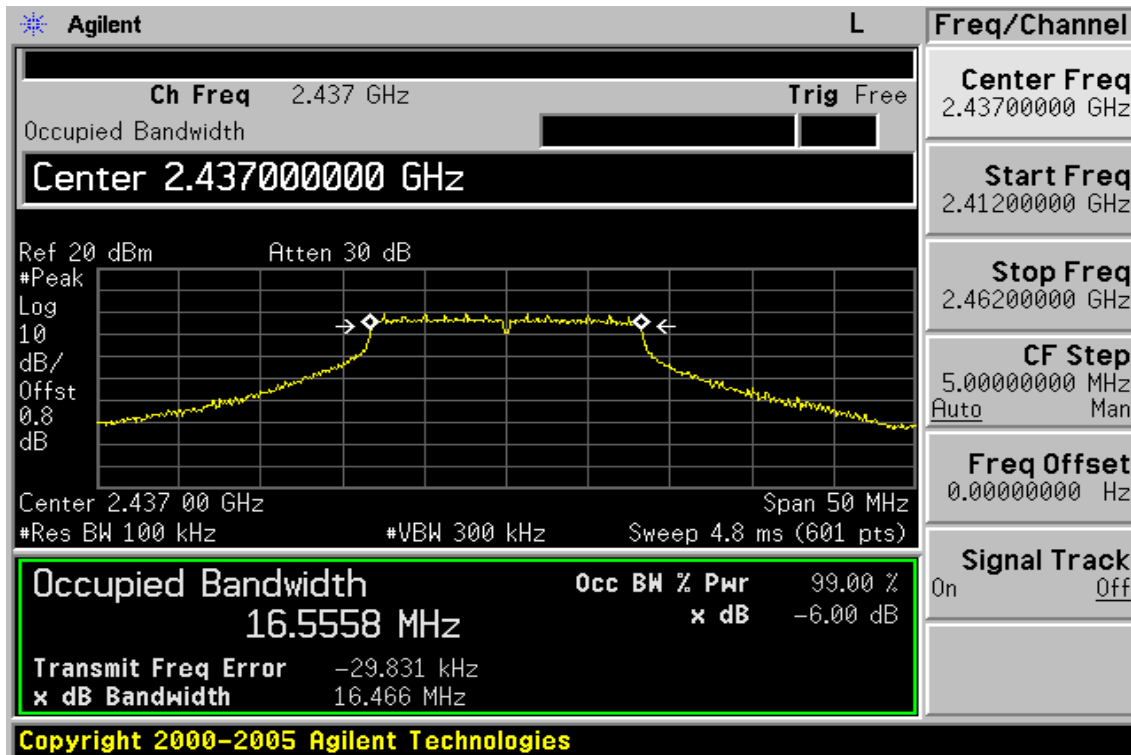 Agilent L
Freq/Channel
Ch Freq 2.437 GHz Trig Free
Occupied Bandwidth
Center 2.437000000 GHz
Ref 20 dBm Atten 30 dB
#Peak
Log
10
dB/
Offst
0.8
dB
Center 2.437 00 GHz Span 50 MHz
#Res BW 100 kHz #VBW 300 kHz Sweep 4.8 ms (601 pts)
Occupied Bandwidth
16.5558 MHz
Occ BW % Pwr 99.00 %
x dB -6.00 dB
Transmit Freq Error -29.831 kHz
x dB Bandwidth 16.466 MHz
Center Freq
2.43700000 GHz
Start Freq
2.41200000 GHz
Stop Freq
2.46200000 GHz
CF Step
5.00000000 MHz
Auto Man
Freq Offset
0.00000000 Hz
Signal Track
On Off
Copyright 2000-2005 Agilent Technologies